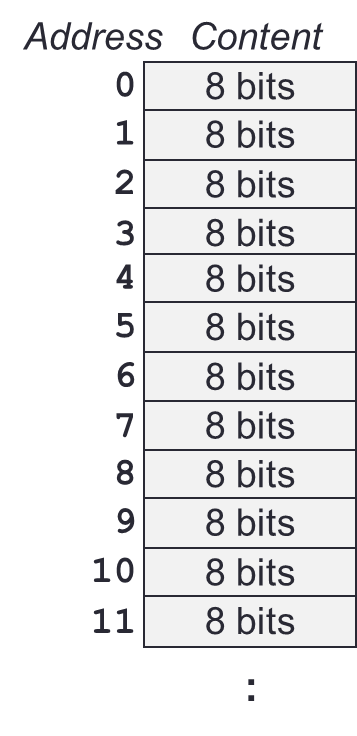 Address Content
0 8 bits
1 8 bits
2 8 bits
3 8 bits
4 8 bits
5 8 bits
6 8 bits
7 8 bits
8 8 bits
9 8 bits
10 8 bits
11 8 bits
: